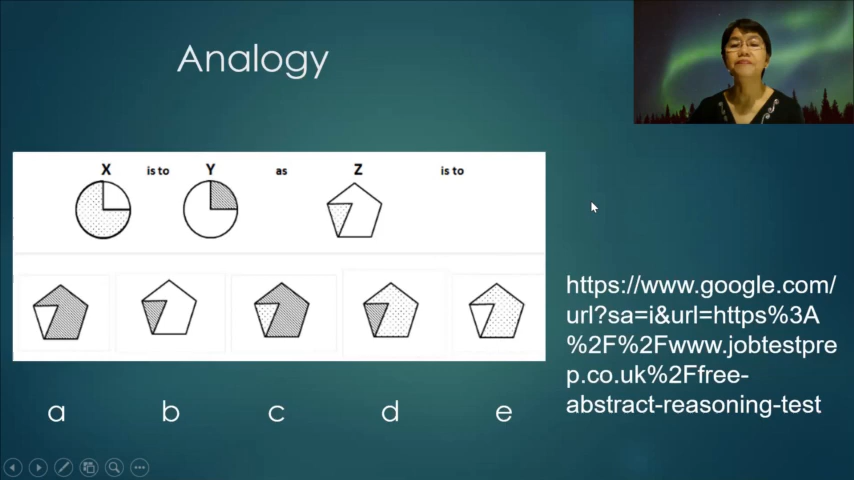 Analogy
X is to Y as Z is to
https://www.google.com/
url?sa=i&url=https%3A
%2F%2Fwww.jobtestpre
p.co.uk%2Ffree-
abstract-reasoning-test
a b c d e